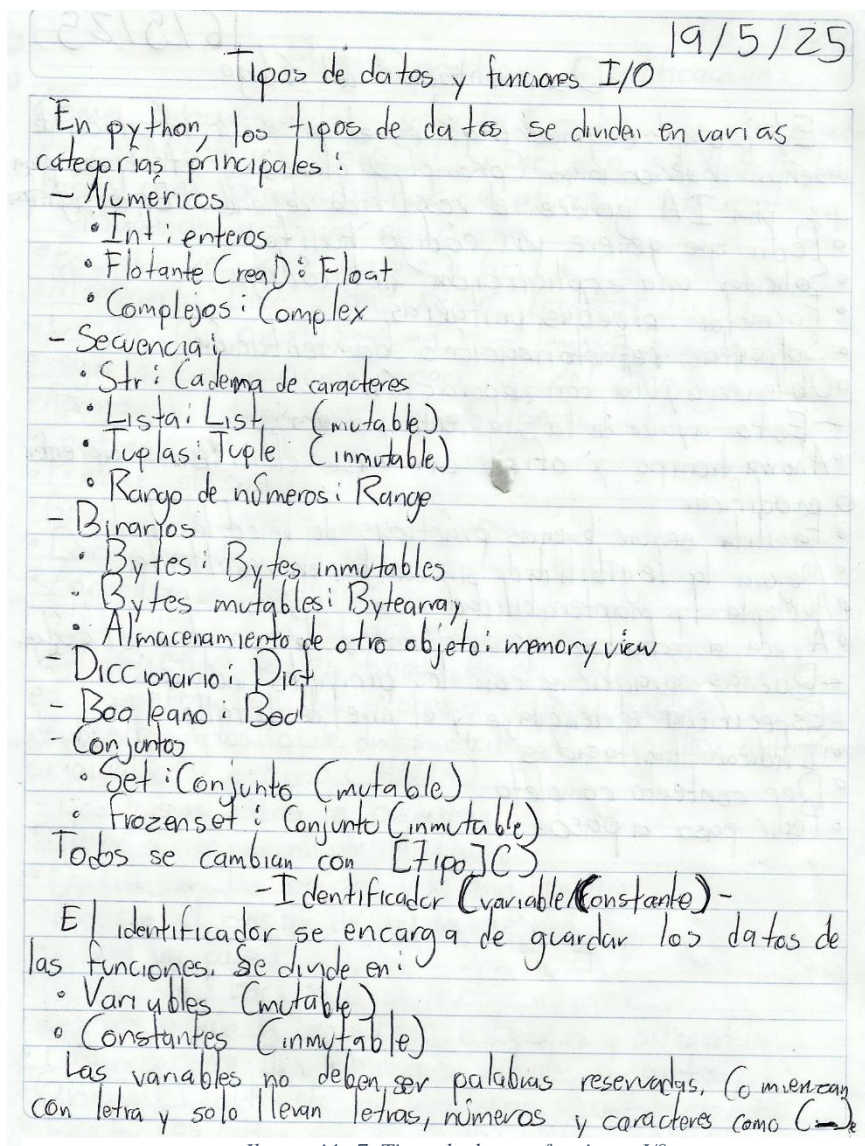 19/5/25
Tipos de datos y funciones I/O
En python, los tipos de datos se dividen en varias
categorías principales:
- Numéricos
• Int: enteros
• Flotante (real): Float
• Complejos: Complex
- Secuencia:
• Str: Cadema de caracteres
• Lista: List (mutable)
• Tuplas: Tuple (inmutable)
• Rango de números: Range
- Binarios
• Bytes: Bytes inmutables
• Bytes mutables: Bytearray
• Almacenamiento de otro objeto: memory view
- Diccionario: Dict
- Booleano: Bool
- Conjuntos
• Set: Conjunto (mutable)
• Frozenset: Conjunto (inmutable)
Todos se cambian con [tipo]()
- Identificador (variable/Constante) -
El identificador se encarga de guardar los datos de
las funciones. Se divide en:
• Variables (mutable)
• Constantes (inmutable)
Las variables no deben ser palabras reservadas. Comienzan
con letra y solo llevan letras, números y caracteres como (_).